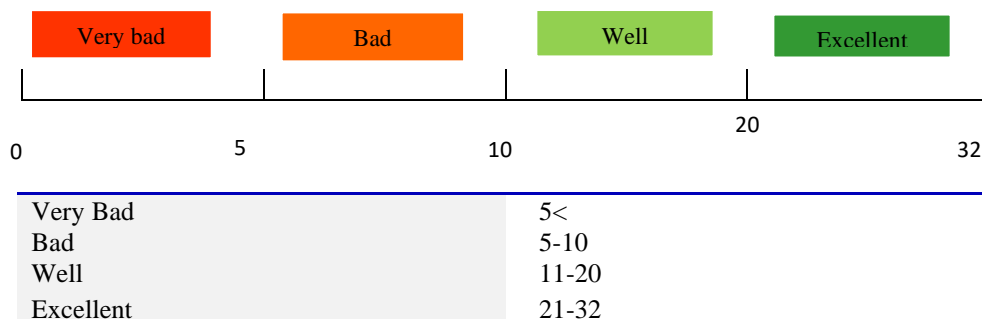 Very bad Bad Well Excellent
0 5 10 20 32
Very Bad 5<
Bad 5-10
Well 11-20
Excellent 21-32